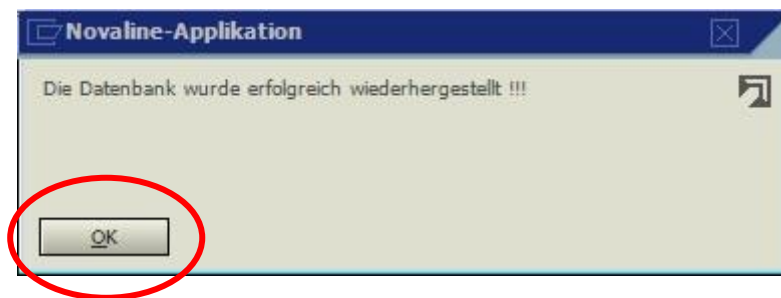 Novaline-Applikation
Die Datenbank wurde erfolgreich wiederhergestellt !!!
OK